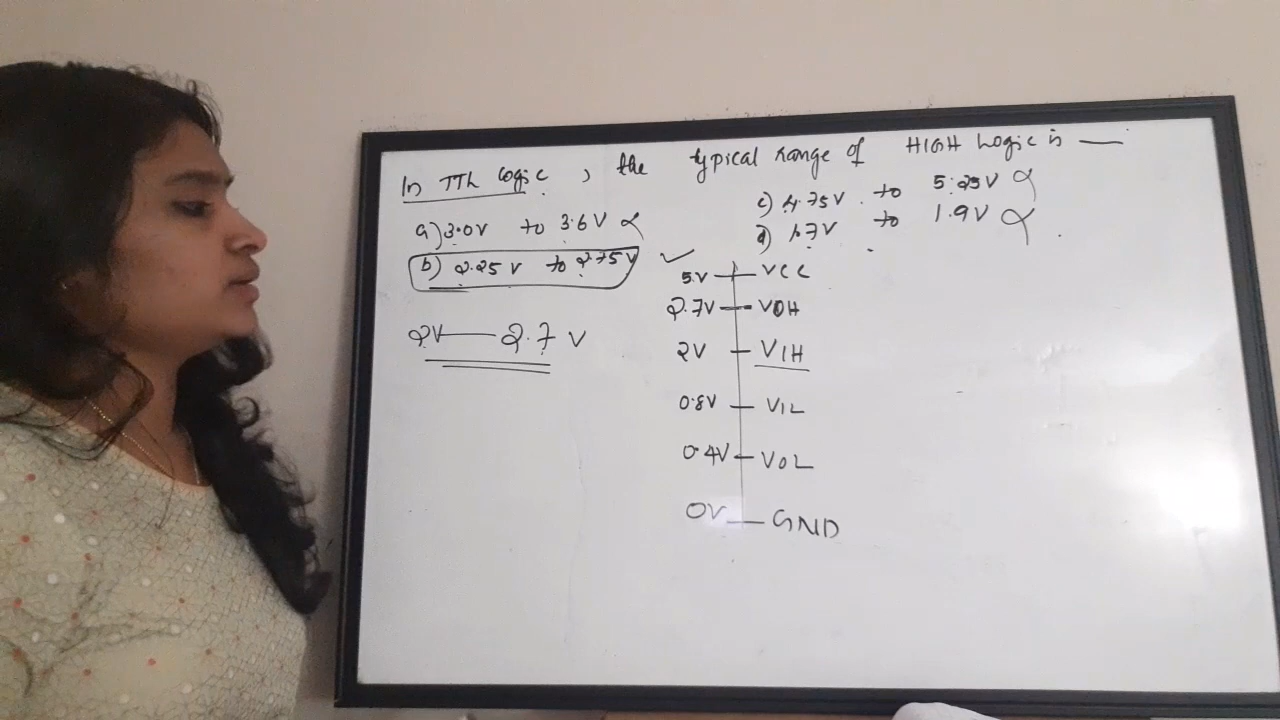 In TTL Logic, the typical range of HIGH Logic is —
a) 3.0V to 3.6V
c) 4.75V to 5.25V
b) 2.25V to 2.75V ✓
d) 1.7V to 1.9V
2V — 2.7V
5V VCC
2.7V VOH
2V VIH
0.8V VIL
0.4V VOL
0V GND